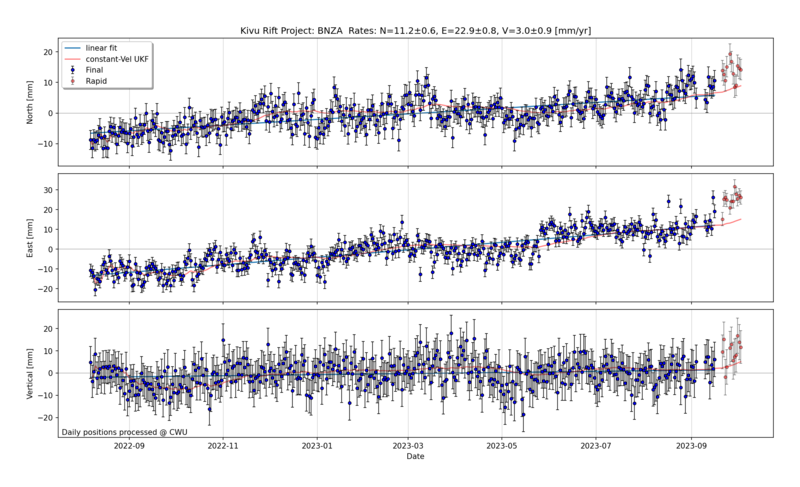 Kivu Rift Project: BNZA Rates: N=11.2±0.6, E=22.9±0.8, V=3.0±0.9 [mm/yr]
linear fit
constant-Vel UKF
Final
Rapid
North [mm]
20
10
0
−10
East [mm]
30
20
10
0
−10
−20
Vertical [mm]
20
10
0
−10
−20
Daily positions processed @ CWU
2022-09 2022-11 2023-01 2023-03 2023-05 2023-07 2023-09
Date